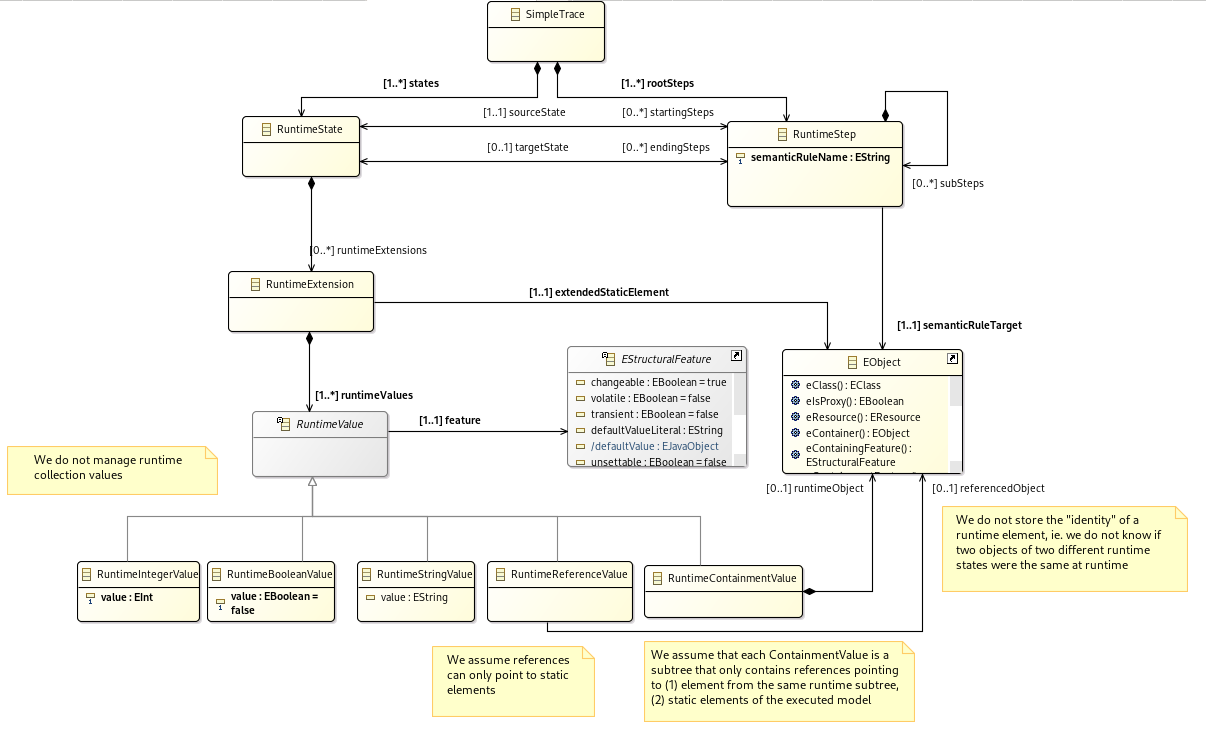 SimpleTrace
[1..*] states
[1..*] rootSteps
[1..1] sourceState
[0..*] startingSteps
RuntimeState
RuntimeStep
semanticRuleName : EString
[0..1] targetState
[0..*] endingSteps
[0..*] subSteps
[0..*] runtimeExtensions
RuntimeExtension
[1..1] extendedStaticElement
[1..1] semanticRuleTarget
EStructuralFeature
changeable : EBoolean = true
volatile : EBoolean = false
transient : EBoolean = false
defaultValueLiteral : EString
/defaultValue : EJavaObject
unsettable : EBoolean = false
EObject
eClass() : EClass
eIsProxy() : EBoolean
eResource() : EResource
eContainer() : EObject
eContainingFeature() :
EStructuralFeature
[1..*] runtimeValues
RuntimeValue
[1..1] feature
We do not manage runtime
collection values
[0..1] runtimeObject
[0..1] referencedObject
We do not store the "identity" of a
runtime element, ie. we do not know if
two objects of two different runtime
states were the same at runtime
RuntimeIntegerValue
value : EInt
RuntimeBooleanValue
value : EBoolean =
false
RuntimeStringValue
value : EString
RuntimeReferenceValue
RuntimeContainmentValue
We assume references
can only point to static
elements
We assume that each ContainmentValue is a
subtree that only contains references pointing
to (1) element from the same runtime subtree,
(2) static elements of the executed model